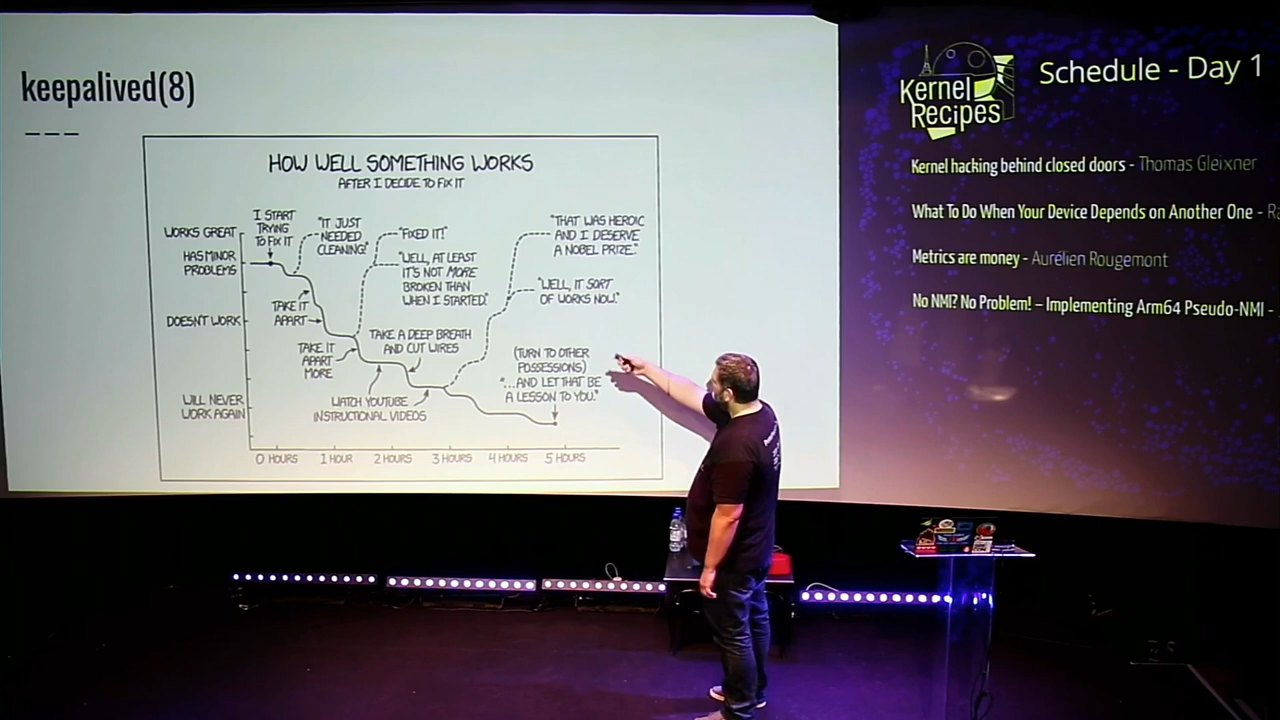 keepalived(8)
HOW WELL SOMETHING WORKS
AFTER I DECIDE TO FIX IT
WORKS GREAT
HAS MINOR
PROBLEMS
DOESN'T WORK
WILL NEVER
WORK AGAIN
I START
TRYING
TO FIX IT
"IT JUST
NEEDED
CLEANING."
"FIXED IT!"
"WELL, AT LEAST
IT'S NOT MORE
BROKEN THAN
WHEN I STARTED."
"THAT WAS HEROIC
AND I DESERVE
A NOBEL PRIZE."
"WELL, IT SORT
OF WORKS NOW."
TAKE IT
APART
TAKE IT
APART
MORE
TAKE A DEEP BREATH
AND CUT WIRES
WATCH YOUTUBE
INSTRUCTIONAL VIDEOS
(TURN TO OTHER
POSSESSIONS)
"...AND LET THAT BE
A LESSON TO YOU."
0 HOURS 1 HOUR 2 HOURS 3 HOURS 4 HOURS 5 HOURS
Kernel
Recipes
Schedule - Day 1
Kernel hacking behind closed doors - Thomas Gleixner
What To Do When Your Device Depends on Another One -
Metrics are money - Aurélien Rougemont
No NMI? No Problem! – Implementing Arm64 Pseudo-NMI -